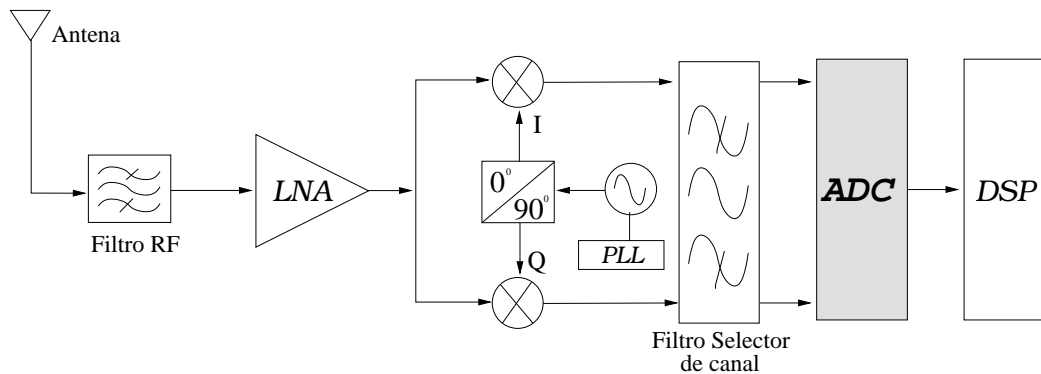 Antena
Filtro RF
LNA
I
0°
90°
Q
PLL
Filtro Selector
de canal
ADC
DSP